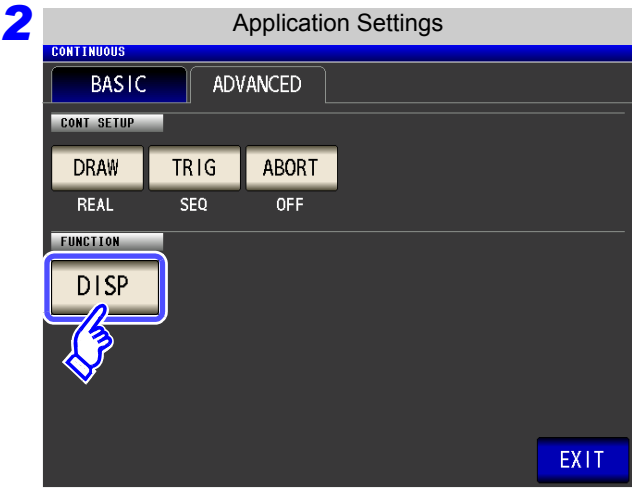 2
Application Settings
CONTINUOUS
BASIC ADVANCED
CONT SETUP
DRAW TRIG ABORT
REAL SEQ OFF
FUNCTION
DISP
EXIT